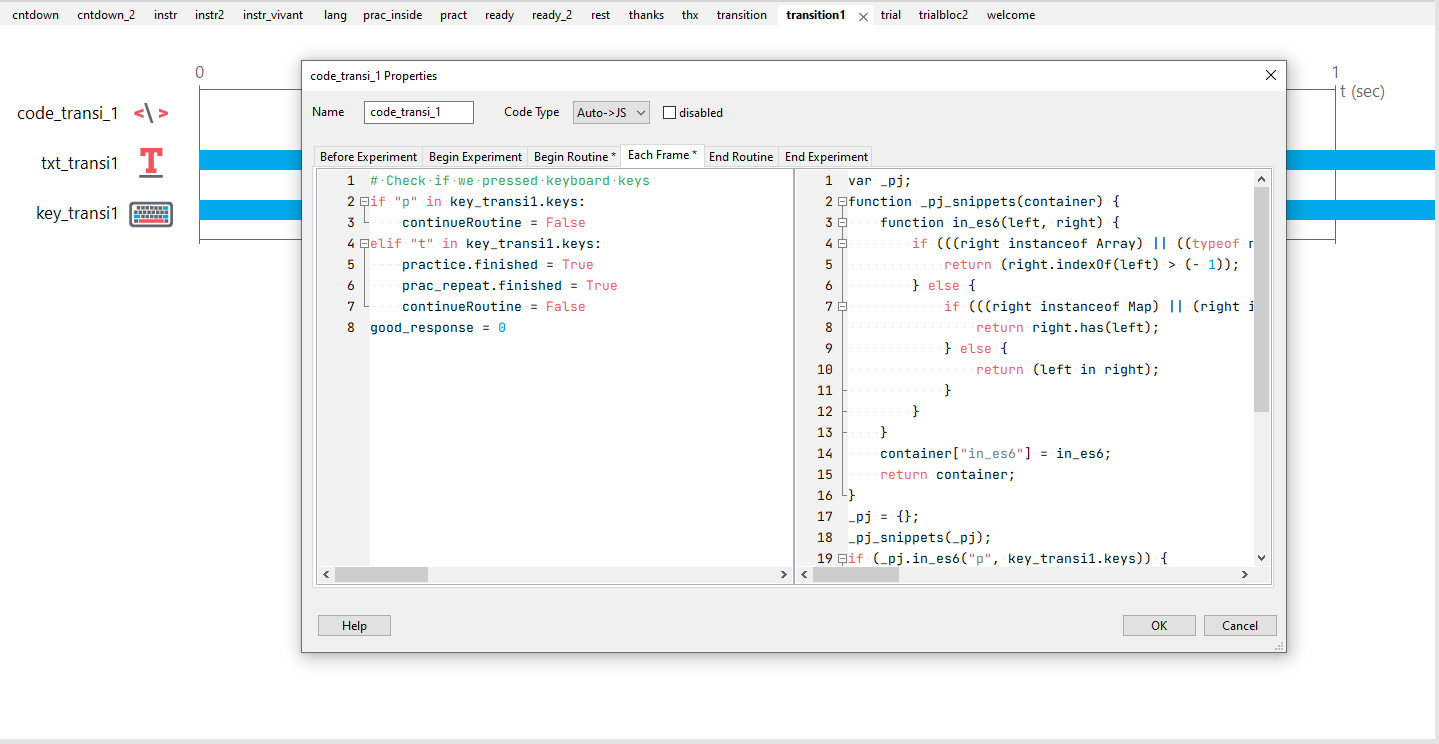 cntdown cntdown_2 instr instr2 instr_vivant lang prac_inside pract ready ready_2 rest thanks thx transition transition1 trial trialbloc2 welcome
0
1
t (sec)
code_transi_1
txt_transi1
key_transi1
code_transi_1 Properties
Name code_transi_1 Code Type Auto->JS disabled
Before Experiment Begin Experiment Begin Routine * Each Frame * End Routine End Experiment
1 # Check if we pressed keyboard keys
2 if "p" in key_transi1.keys:
3 continueRoutine = False
4 elif "t" in key_transi1.keys:
5 practice.finished = True
6 prac_repeat.finished = True
7 continueRoutine = False
8 good_response = 0
1 var _pj;
2 function _pj_snippets(container) {
3 function in_es6(left, right) {
4 if (((right instanceof Array) || ((typeof r
5 return (right.indexOf(left) > (- 1));
6 } else {
7 if (((right instanceof Map) || (right i
8 return right.has(left);
9 } else {
10 return (left in right);
11 }
12 }
13 }
14 container["in_es6"] = in_es6;
15 return container;
16 }
17 _pj = {};
18 _pj_snippets(_pj);
19 if (_pj.in_es6("p", key_transi1.keys)) {
Help OK Cancel